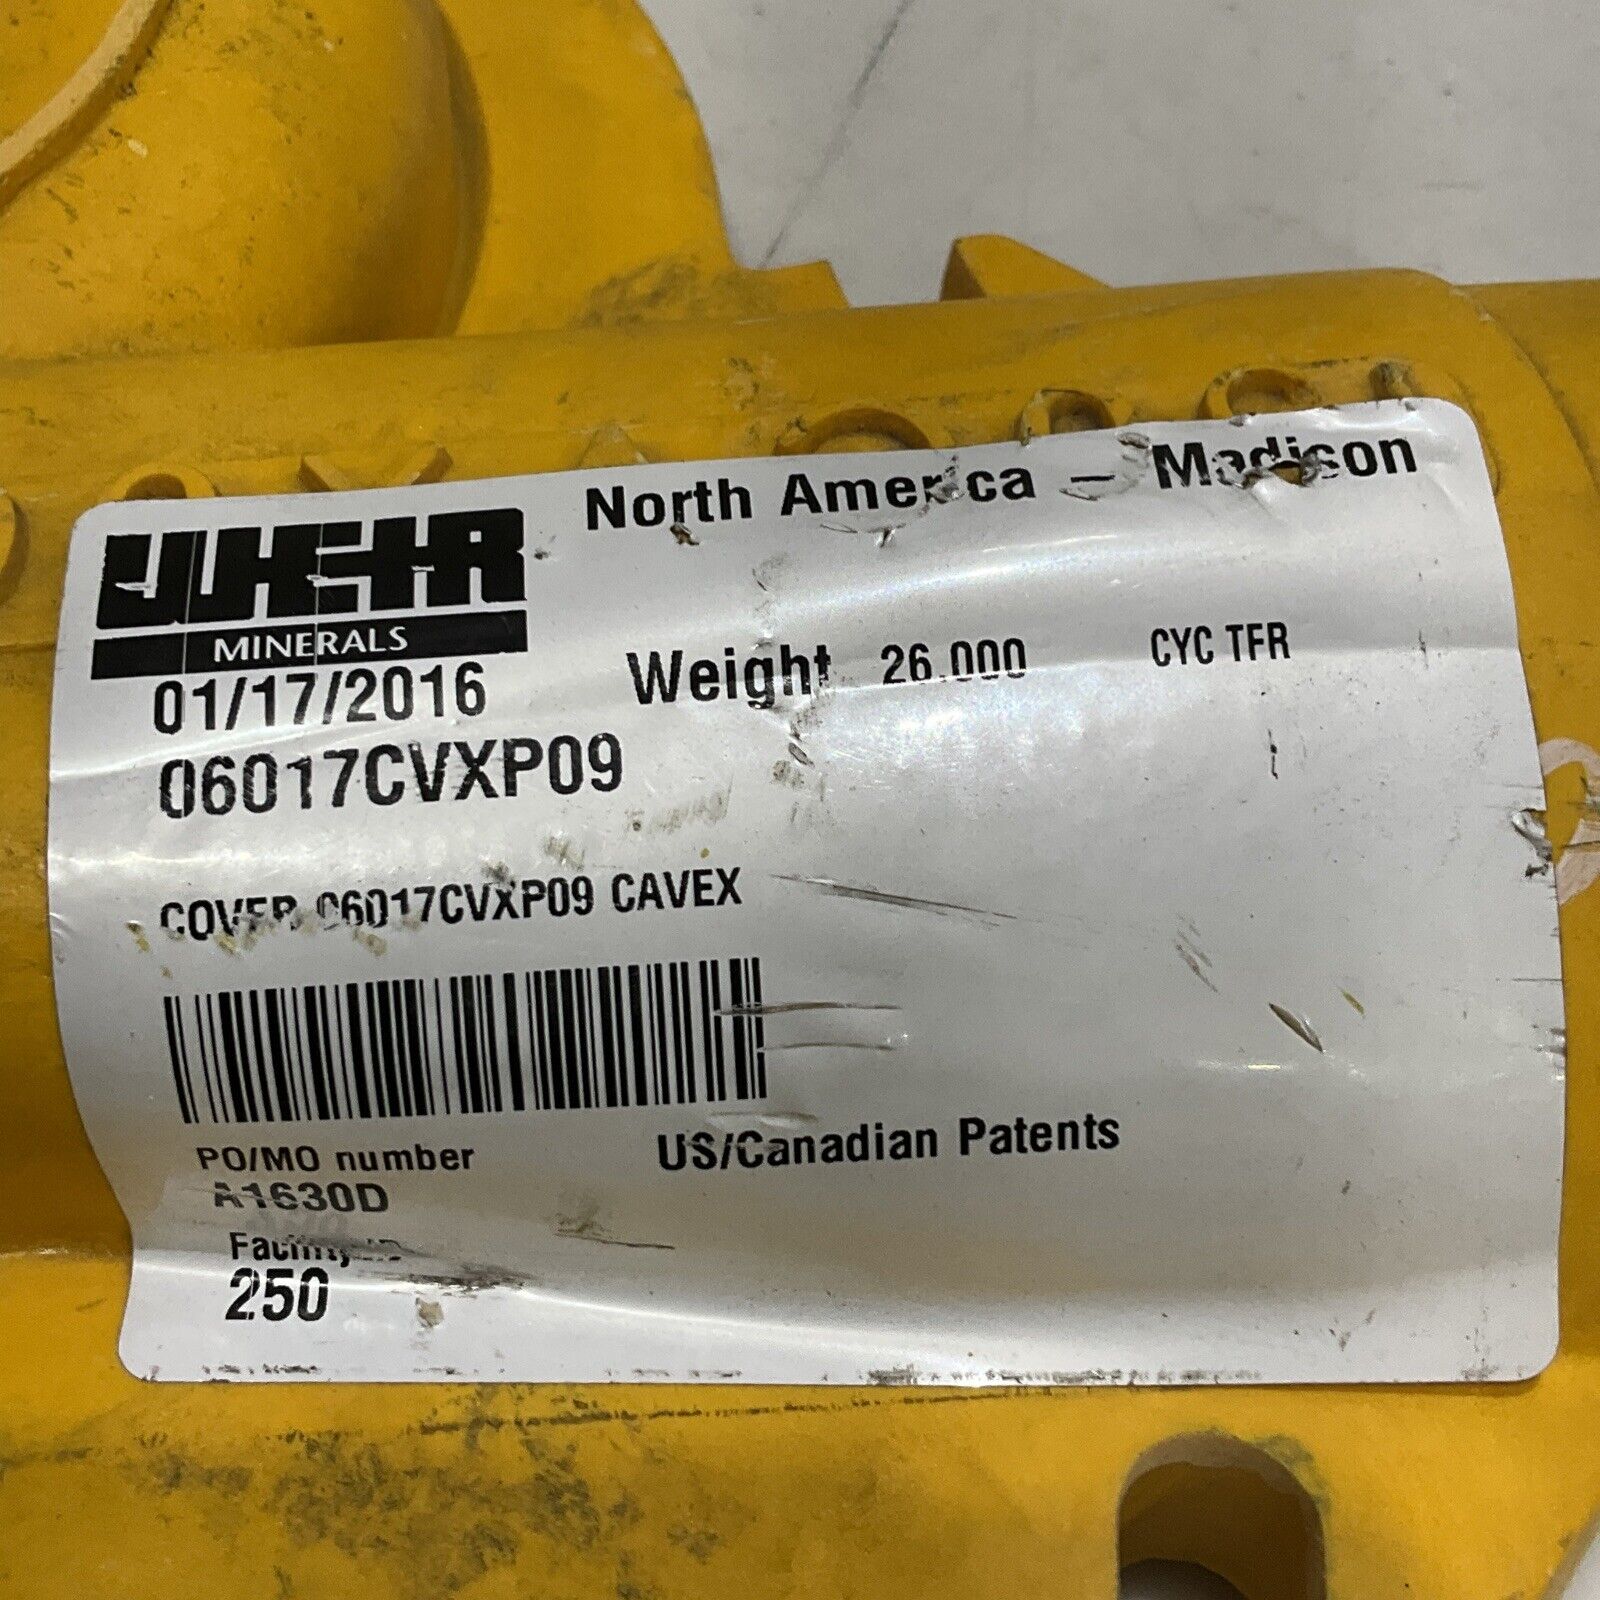 North America – Madison
WEIR
MINERALS
01/17/2016
Weight 26.000 CYC TFR
06017CVXP09
COVER 06017CVXP09 CAVEX
PO/MO number
US/Canadian Patents
A1630D
250